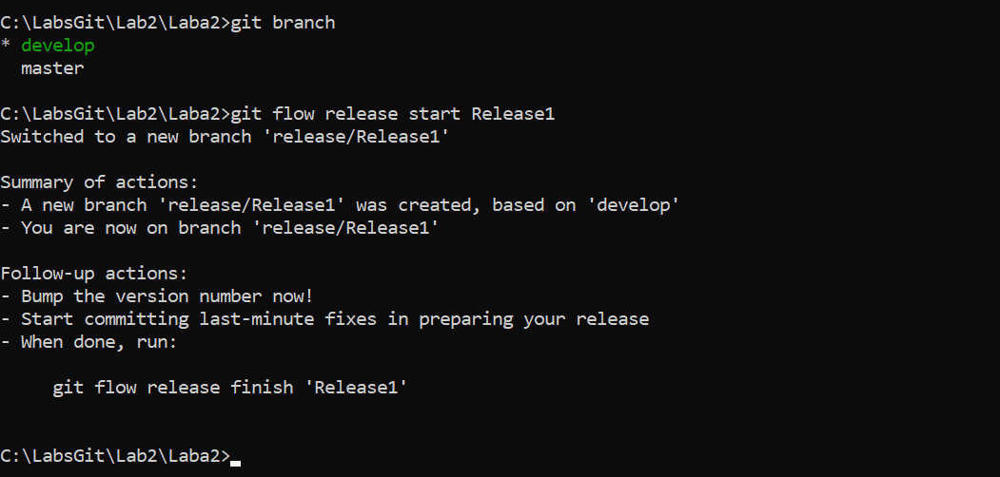 C:\LabsGit\Lab2\Laba2>git branch
* develop
  master
C:\LabsGit\Lab2\Laba2>git flow release start Release1
Switched to a new branch 'release/Release1'
Summary of actions:
- A new branch 'release/Release1' was created, based on 'develop'
- You are now on branch 'release/Release1'
Follow-up actions:
- Bump the version number now!
- Start committing last-minute fixes in preparing your release
- When done, run:
     git flow release finish 'Release1'
C:\LabsGit\Lab2\Laba2>